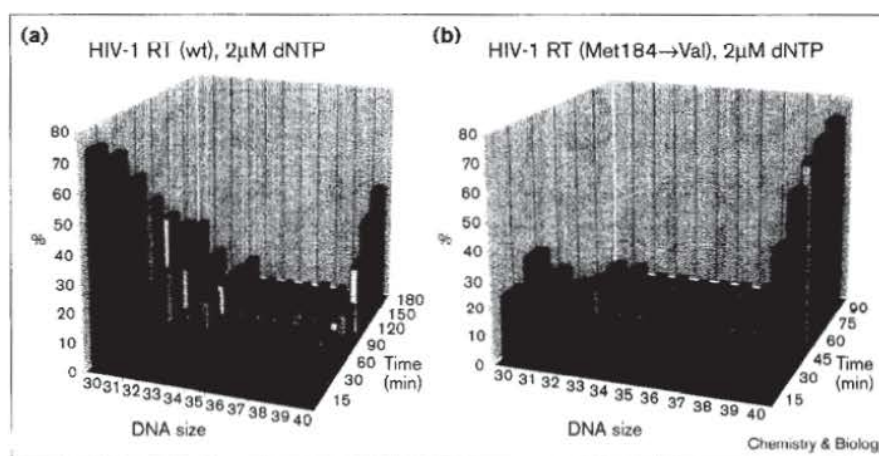 (a)
HIV-1 RT (wt), 2μM dNTP
80
70
60
50
40
30
20
10
0
%
30 31 32 33 34 35 36 37 38 39 40
DNA size
180
150
120
90
60
30
15
Time
(min)
(b)
HIV-1 RT (Met184→Val), 2μM dNTP
80
70
60
50
40
30
20
10
0
%
30 31 32 33 34 35 36 37 38 39 40
DNA size
90
75
60
45
30
15
Time
(min)
Chemistry & Biolog